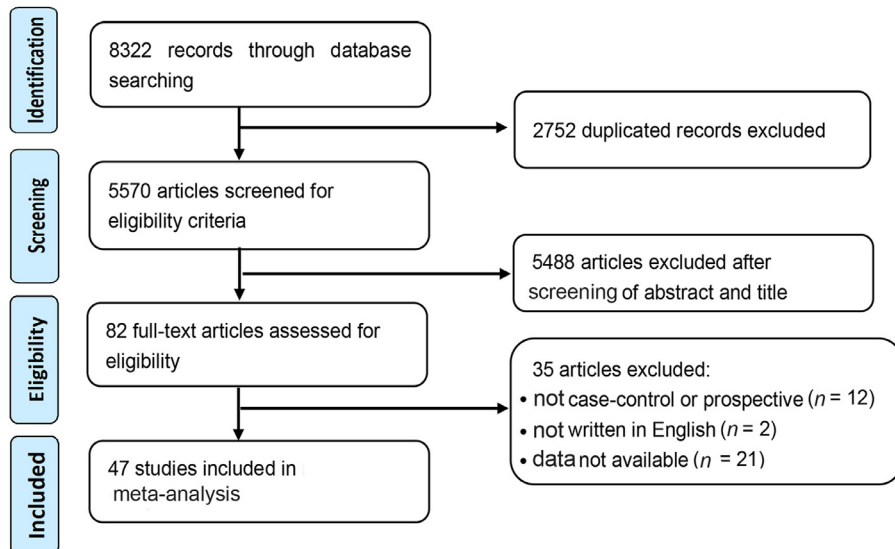 Identification
8322 records through database
searching
2752 duplicated records excluded
Screening
5570 articles screened for
eligibility criteria
5488 articles excluded after
screening of abstract and title
Eligibility
82 full-text articles assessed for
eligibility
35 articles excluded:
• not case-control or prospective (n = 12)
• not written in English (n = 2)
• data not available (n = 21)
Included
47 studies included in
meta-analysis